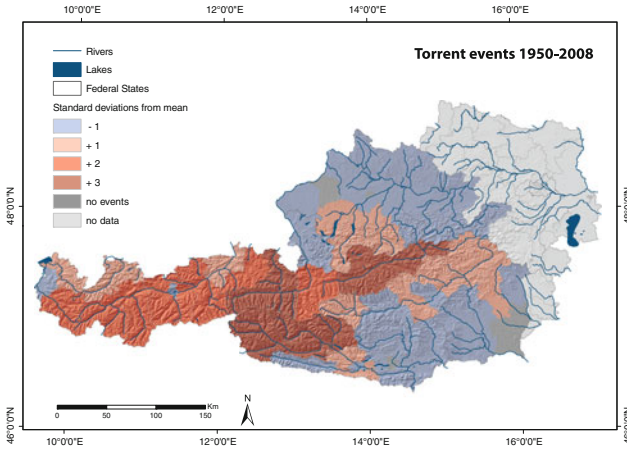 10°0'0"E 12°0'0"E 14°0'0"E 16°0'0"E
Torrent events 1950-2008
Rivers
Lakes
Federal States
Standard deviations from mean
- 1
+ 1
+ 2
+ 3
no events
no data
48°0'0"N
46°0'0"N
Km
0 50 100 150
N
10°0'0"E 12°0'0"E 14°0'0"E 16°0'0"E